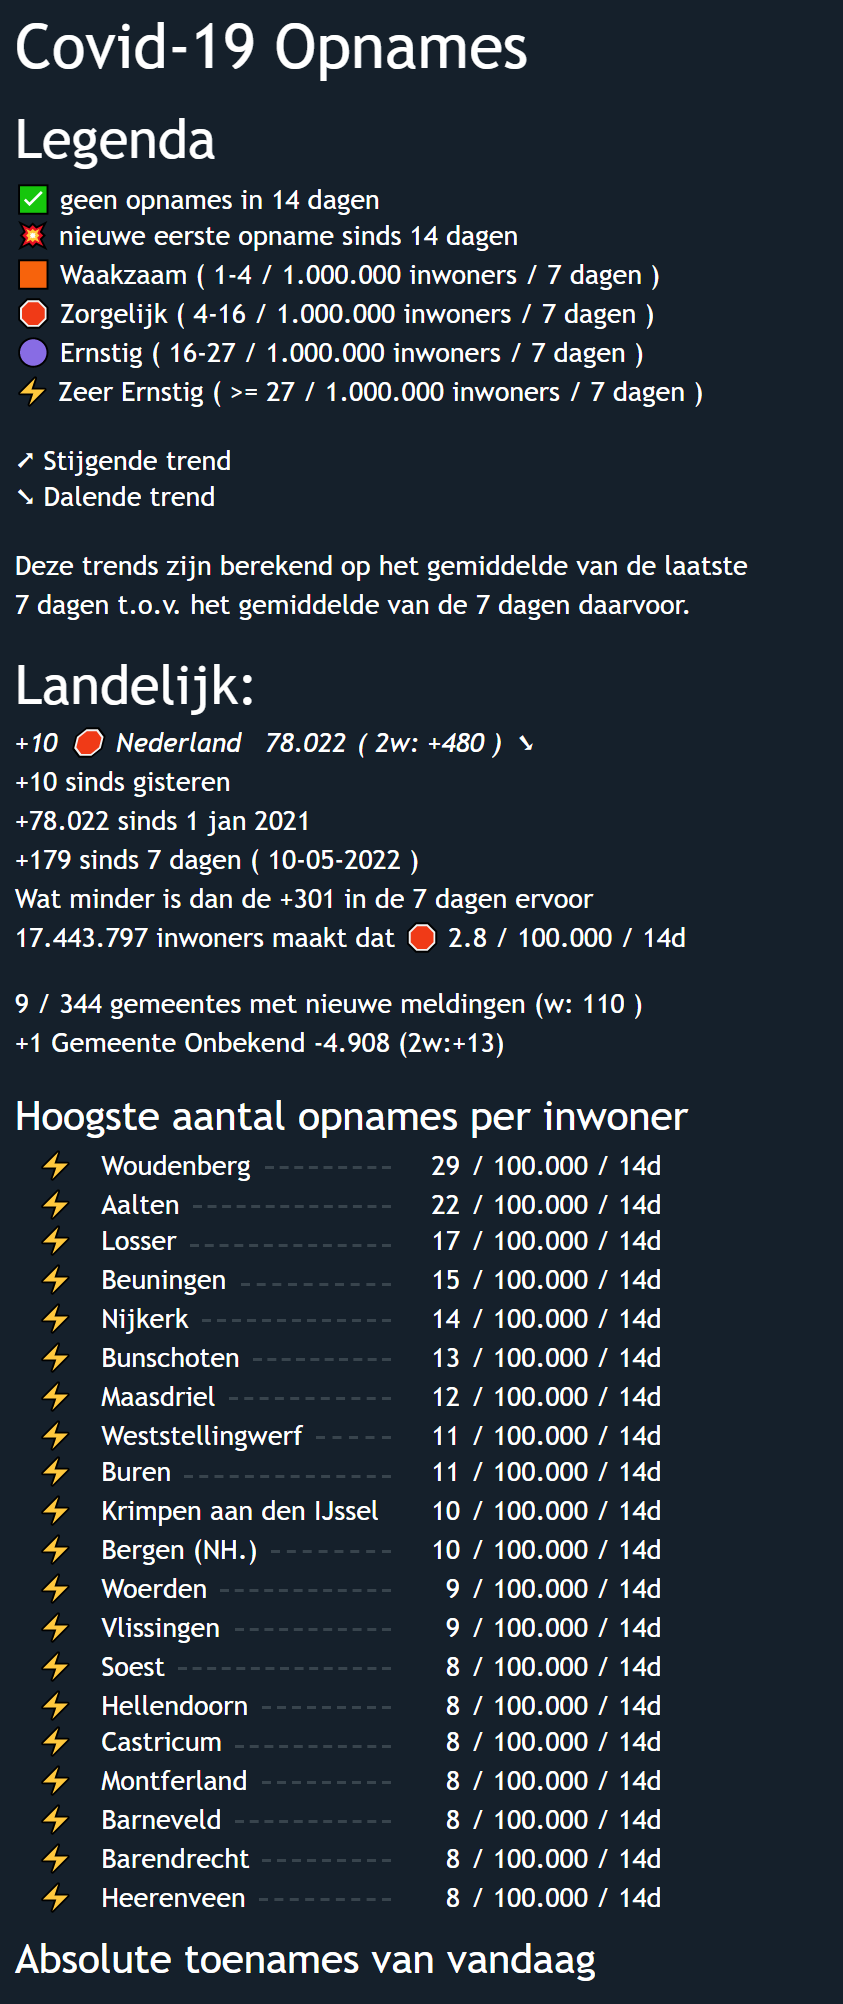 Covid-19 Opnames
Legenda
✅ geen opnames in 14 dagen
💥 nieuwe eerste opname sinds 14 dagen
🟧 Waakzaam ( 1-4 / 1.000.000 inwoners / 7 dagen )
🛑 Zorgelijk ( 4-16 / 1.000.000 inwoners / 7 dagen )
🟣 Ernstig ( 16-27 / 1.000.000 inwoners / 7 dagen )
⚡ Zeer Ernstig ( >= 27 / 1.000.000 inwoners / 7 dagen )
➚ Stijgende trend
➘ Dalende trend
Deze trends zijn berekend op het gemiddelde van de laatste
7 dagen t.o.v. het gemiddelde van de 7 dagen daarvoor.
Landelijk:
+10 🛑 Nederland 78.022 ( 2w: +480 ) ➘
+10 sinds gisteren
+78.022 sinds 1 jan 2021
+179 sinds 7 dagen ( 10-05-2022 )
Wat minder is dan de +301 in de 7 dagen ervoor
17.443.797 inwoners maakt dat 🛑 2.8 / 100.000 / 14d
9 / 344 gemeentes met nieuwe meldingen (w: 110 )
+1 Gemeente Onbekend -4.908 (2w:+13)
Hoogste aantal opnames per inwoner
⚡ Woudenberg --------- 29 / 100.000 / 14d
⚡ Aalten -------------- 22 / 100.000 / 14d
⚡ Losser -------------- 17 / 100.000 / 14d
⚡ Beuningen ----------- 15 / 100.000 / 14d
⚡ Nijkerk ------------- 14 / 100.000 / 14d
⚡ Bunschoten ---------- 13 / 100.000 / 14d
⚡ Maasdriel ----------- 12 / 100.000 / 14d
⚡ Weststellingwerf ----- 11 / 100.000 / 14d
⚡ Buren --------------- 11 / 100.000 / 14d
⚡ Krimpen aan den IJssel 10 / 100.000 / 14d
⚡ Bergen (NH.) --------- 10 / 100.000 / 14d
⚡ Woerden ------------ 9 / 100.000 / 14d
⚡ Vlissingen ----------- 9 / 100.000 / 14d
⚡ Soest --------------- 8 / 100.000 / 14d
⚡ Hellendoorn --------- 8 / 100.000 / 14d
⚡ Castricum ----------- 8 / 100.000 / 14d
⚡ Montferland --------- 8 / 100.000 / 14d
⚡ Barneveld ----------- 8 / 100.000 / 14d
⚡ Barendrecht --------- 8 / 100.000 / 14d
⚡ Heerenveen ---------- 8 / 100.000 / 14d
Absolute toenames van vandaag